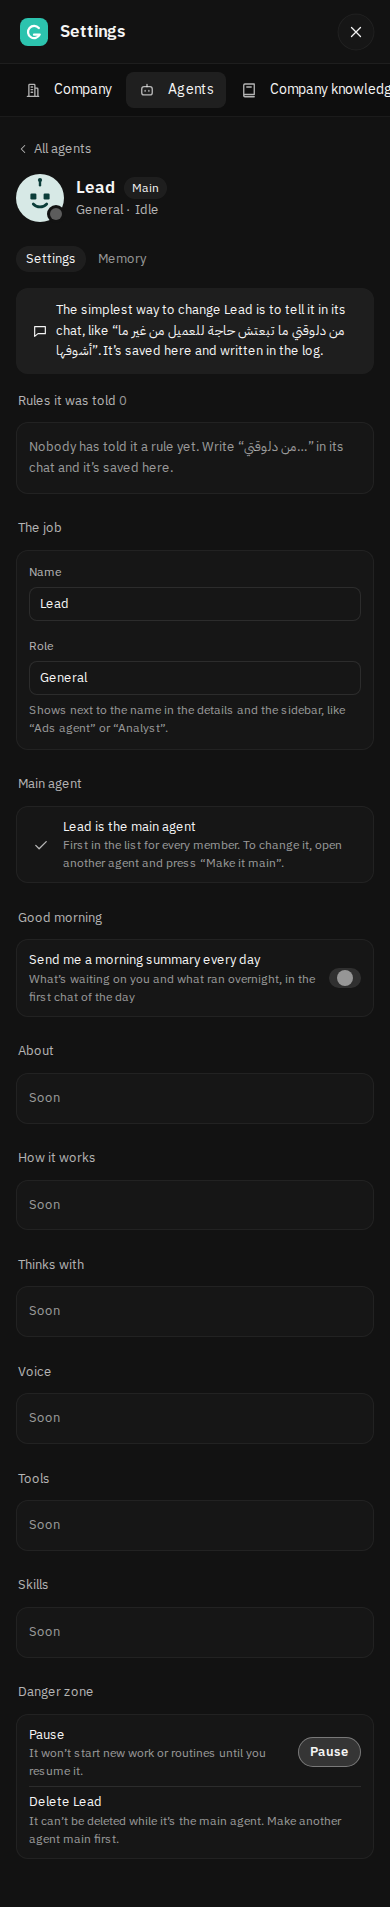 Settings
Company
Agents
Company knowledg
All agents
Lead
Main
General · Idle
Settings
Memory
The simplest way to change Lead is to tell it in its
chat, like “من دلوقتي ما تبعتش حاجة للعميل من غير ما
أشوفها”. It’s saved here and written in the log.
Rules it was told 0
Nobody has told it a rule yet. Write “من دلوقتي…” in its
chat and it’s saved here.
The job
Name
Lead
Role
General
Shows next to the name in the details and the sidebar, like
“Ads agent” or “Analyst”.
Main agent
Lead is the main agent
First in the list for every member. To change it, open
another agent and press “Make it main”.
Good morning
Send me a morning summary every day
What’s waiting on you and what ran overnight, in the
first chat of the day
About
Soon
How it works
Soon
Thinks with
Soon
Voice
Soon
Tools
Soon
Skills
Soon
Danger zone
Pause
It won’t start new work or routines until you
resume it.
Pause
Delete Lead
It can’t be deleted while it’s the main agent. Make another
agent main first.